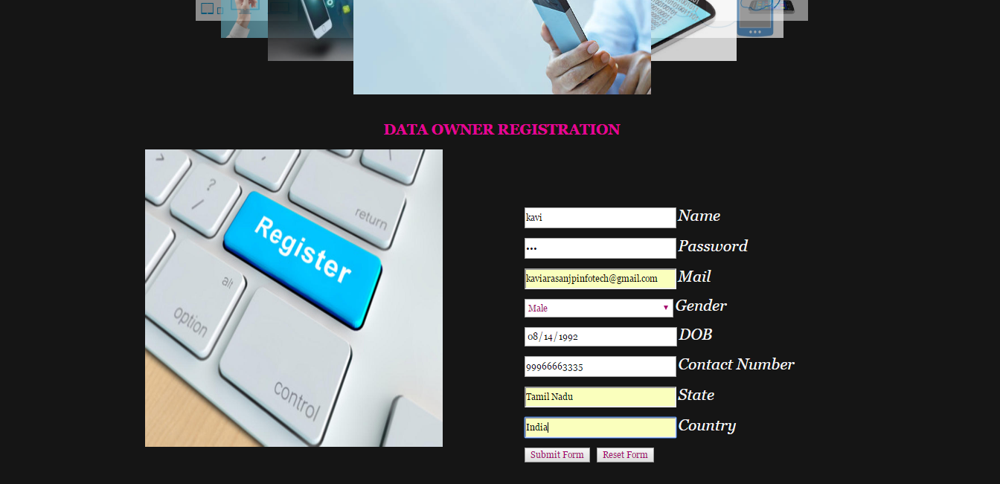 DATA OWNER REGISTRATION
? /
return
Register
alt
option
control
kavi Name
••• Password
kaviarasanjpinfotech@gmail.com Mail
Male Gender
08/14/1992 DOB
99966663335 Contact Number
Tamil Nadu State
India Country
Submit Form Reset Form